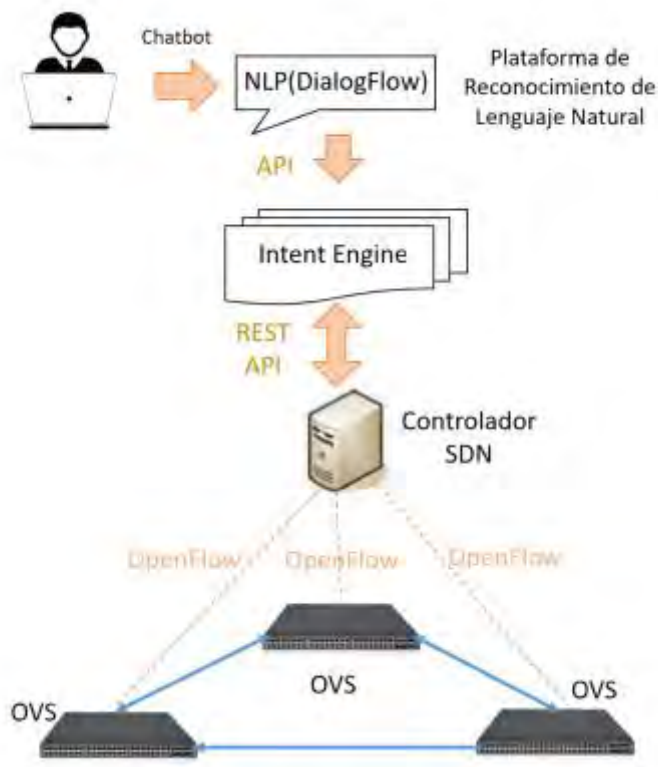 Chatbot
NLP(DialogFlow)
Plataforma de
Reconocimiento de
Lenguaje Natural
API
Intent Engine
REST
API
Controlador
SDN
OpenFlow
OpenFlow
OpenFlow
OVS
OVS
OVS